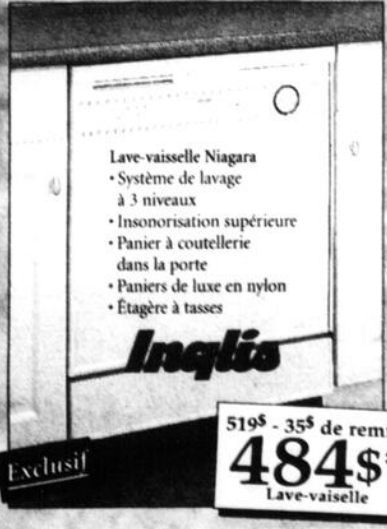 Lave-vaisselle Niagara
• Système de lavage
à 3 niveaux
• Insonorisation supérieure
• Panier à coutellerie
dans la porte
• Paniers de luxe en nylon
• Étagère à tasses
Inglis
Exclusif
519$ - 35$ de
484$
Lave-vaiselle